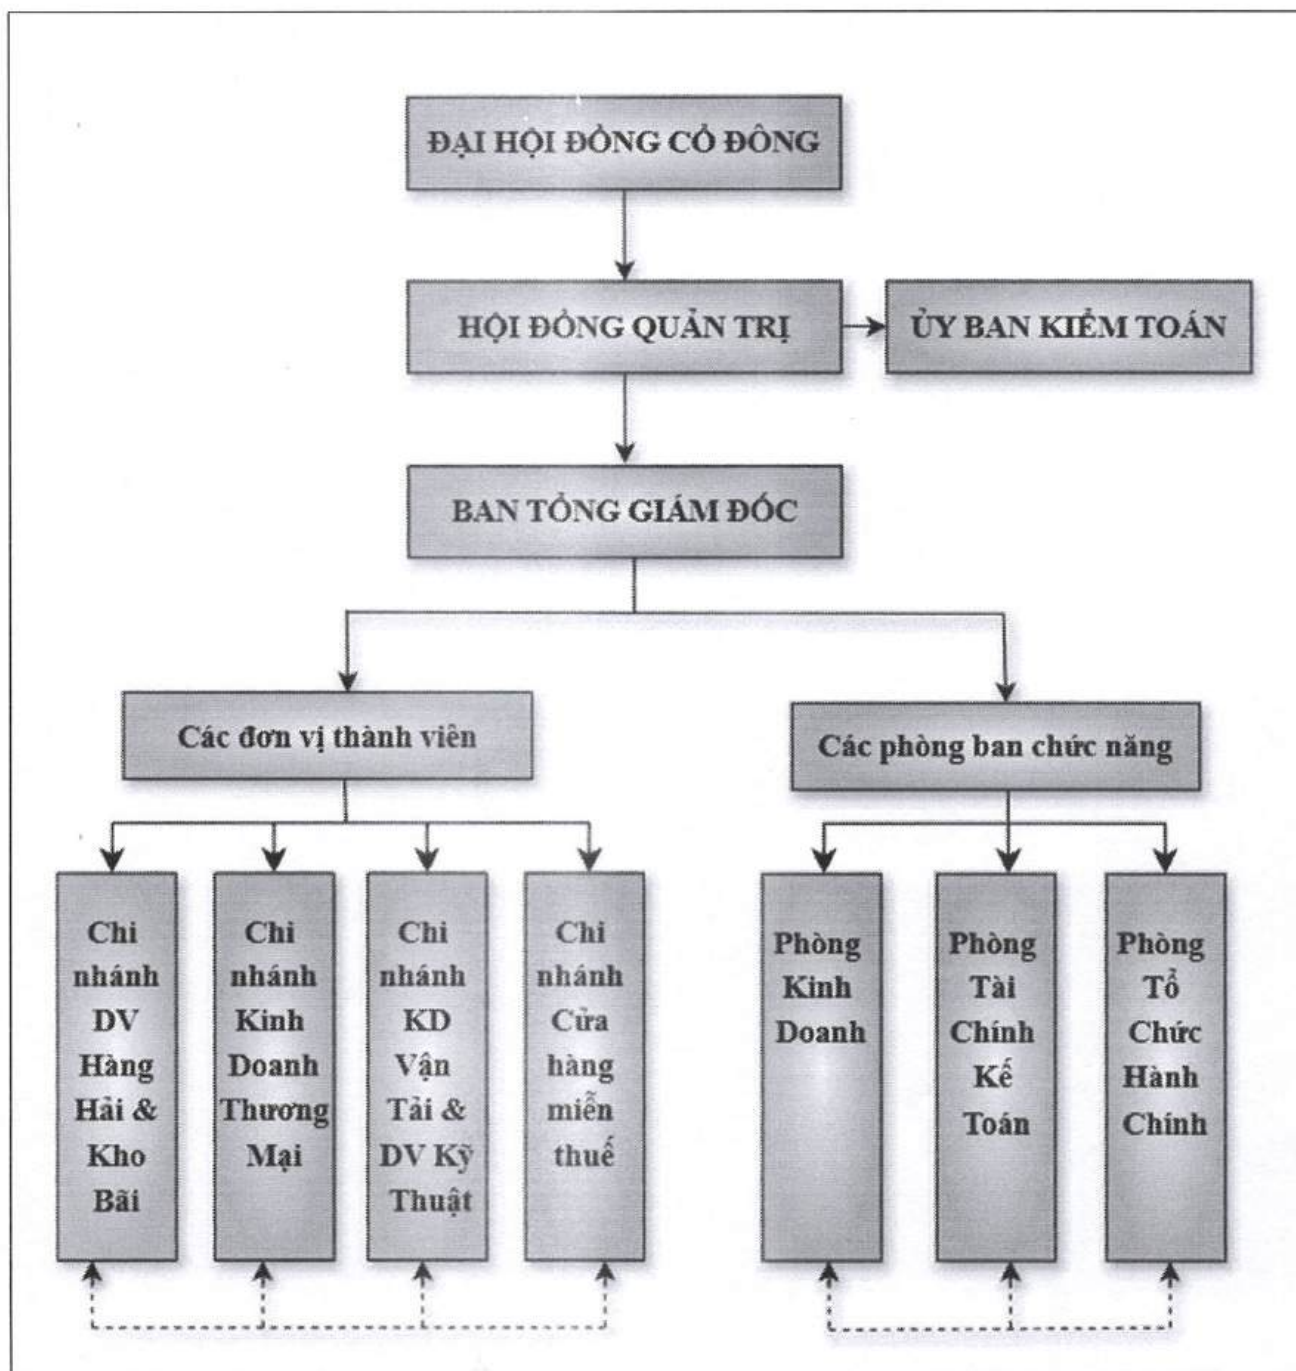 ĐẠI HỘI ĐỒNG CỔ ĐÔNG
HỘI ĐỒNG QUẢN TRỊ
ỦY BAN KIỂM TOÁN
BAN TỔNG GIÁM ĐỐC
Các đơn vị thành viên
Các phòng ban chức năng
Chi
nhánh
DV
Hàng
Hải &
Kho
Bãi
Chi
nhánh
Kinh
Doanh
Thương
Mại
Chi
nhánh
KD
Vận
Tải &
DV Kỹ
Thuật
Chi
nhánh
Cửa
hàng
miễn
thuế
Phòng
Kinh
Doanh
Phòng
Tài
Chính
Kế
Toán
Phòng
Tổ
Chức
Hành
Chính